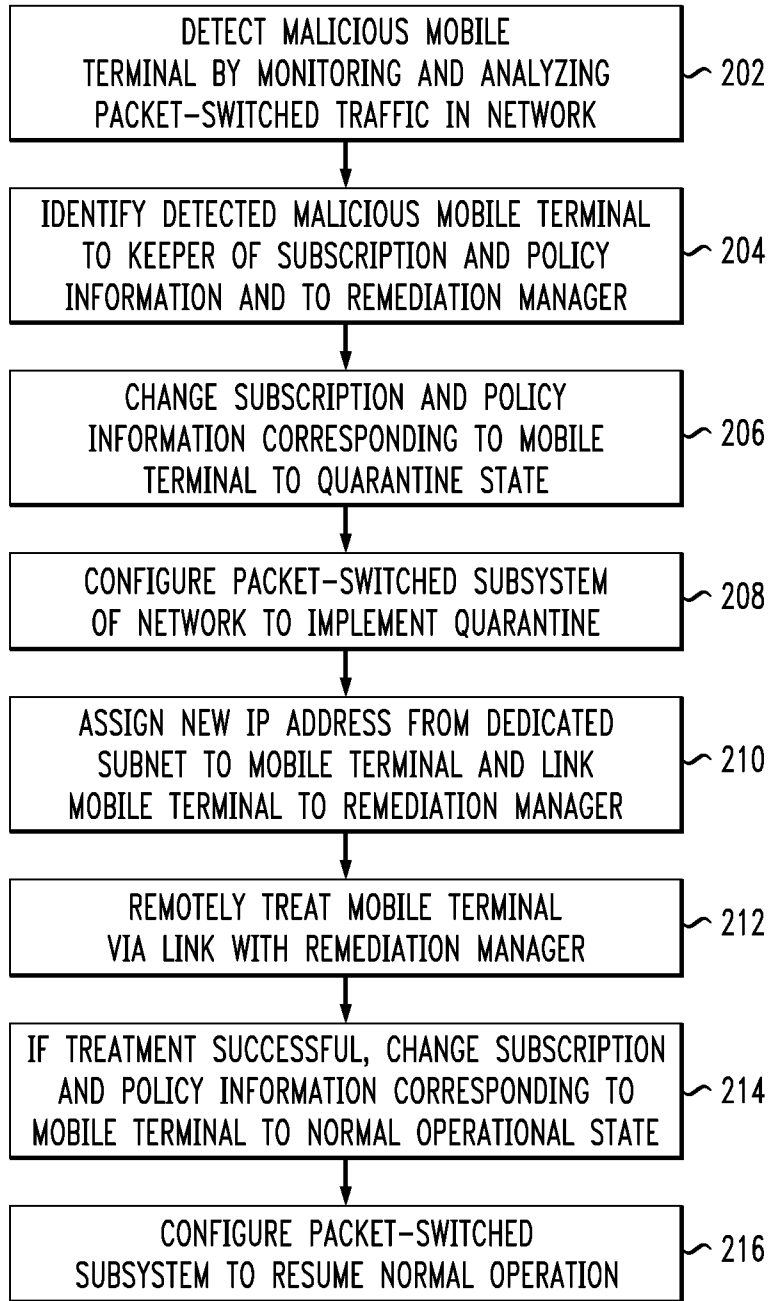 DETECT MALICIOUS MOBILE
TERMINAL BY MONITORING AND ANALYZING
PACKET-SWITCHED TRAFFIC IN NETWORK
202
IDENTIFY DETECTED MALICIOUS MOBILE TERMINAL
TO KEEPER OF SUBSCRIPTION AND POLICY
INFORMATION AND TO REMEDIATION MANAGER
204
CHANGE SUBSCRIPTION AND POLICY
INFORMATION CORRESPONDING TO MOBILE
TERMINAL TO QUARANTINE STATE
206
CONFIGURE PACKET-SWITCHED SUBSYSTEM
OF NETWORK TO IMPLEMENT QUARANTINE
208
ASSIGN NEW IP ADDRESS FROM DEDICATED
SUBNET TO MOBILE TERMINAL AND LINK
MOBILE TERMINAL TO REMEDIATION MANAGER
210
REMOTELY TREAT MOBILE TERMINAL
VIA LINK WITH REMEDIATION MANAGER
212
IF TREATMENT SUCCESSFUL, CHANGE SUBSCRIPTION
AND POLICY INFORMATION CORRESPONDING TO
MOBILE TERMINAL TO NORMAL OPERATIONAL STATE
214
CONFIGURE PACKET-SWITCHED
SUBSYSTEM TO RESUME NORMAL OPERATION
216